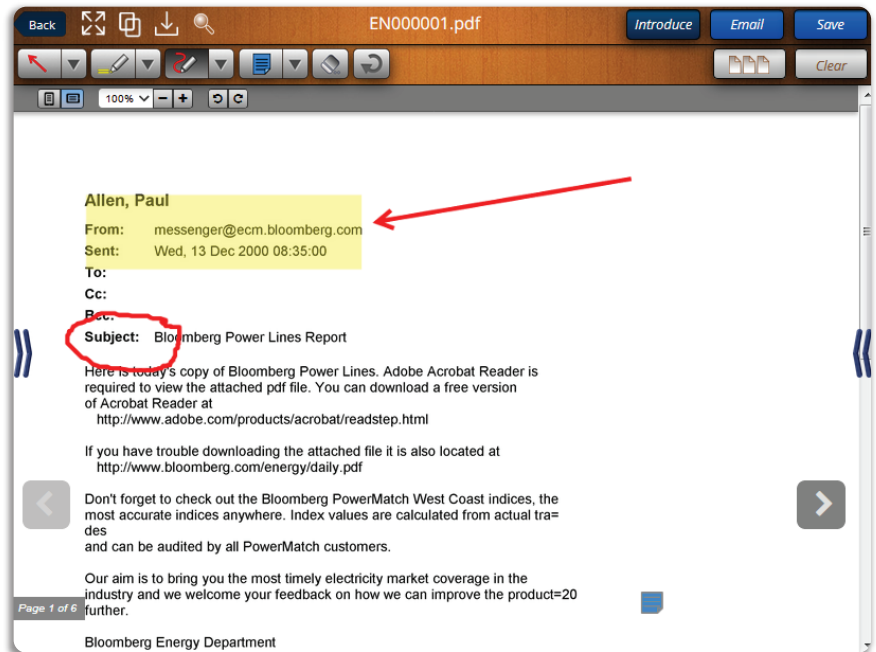 Back
EN000001.pdf
Introduce
Email
Save
Clear
100%
Allen, Paul
From: messenger@ecm.bloomberg.com
Sent: Wed, 13 Dec 2000 08:35:00
To:
Cc:
Bcc:
Subject: Bloomberg Power Lines Report
Here is today's copy of Bloomberg Power Lines. Adobe Acrobat Reader is
required to view the attached pdf file. You can download a free version
of Acrobat Reader at
http://www.adobe.com/products/acrobat/readstep.html
If you have trouble downloading the attached file it is also located at
http://www.bloomberg.com/energy/daily.pdf
Don't forget to check out the Bloomberg PowerMatch West Coast indices, the
most accurate indices anywhere. Index values are calculated from actual tra=
des
and can be audited by all PowerMatch customers.
Our aim is to bring you the most timely electricity market coverage in the
industry and we welcome your feedback on how we can improve the product=20
Page 1 of 6
further.
Bloomberg Energy Department